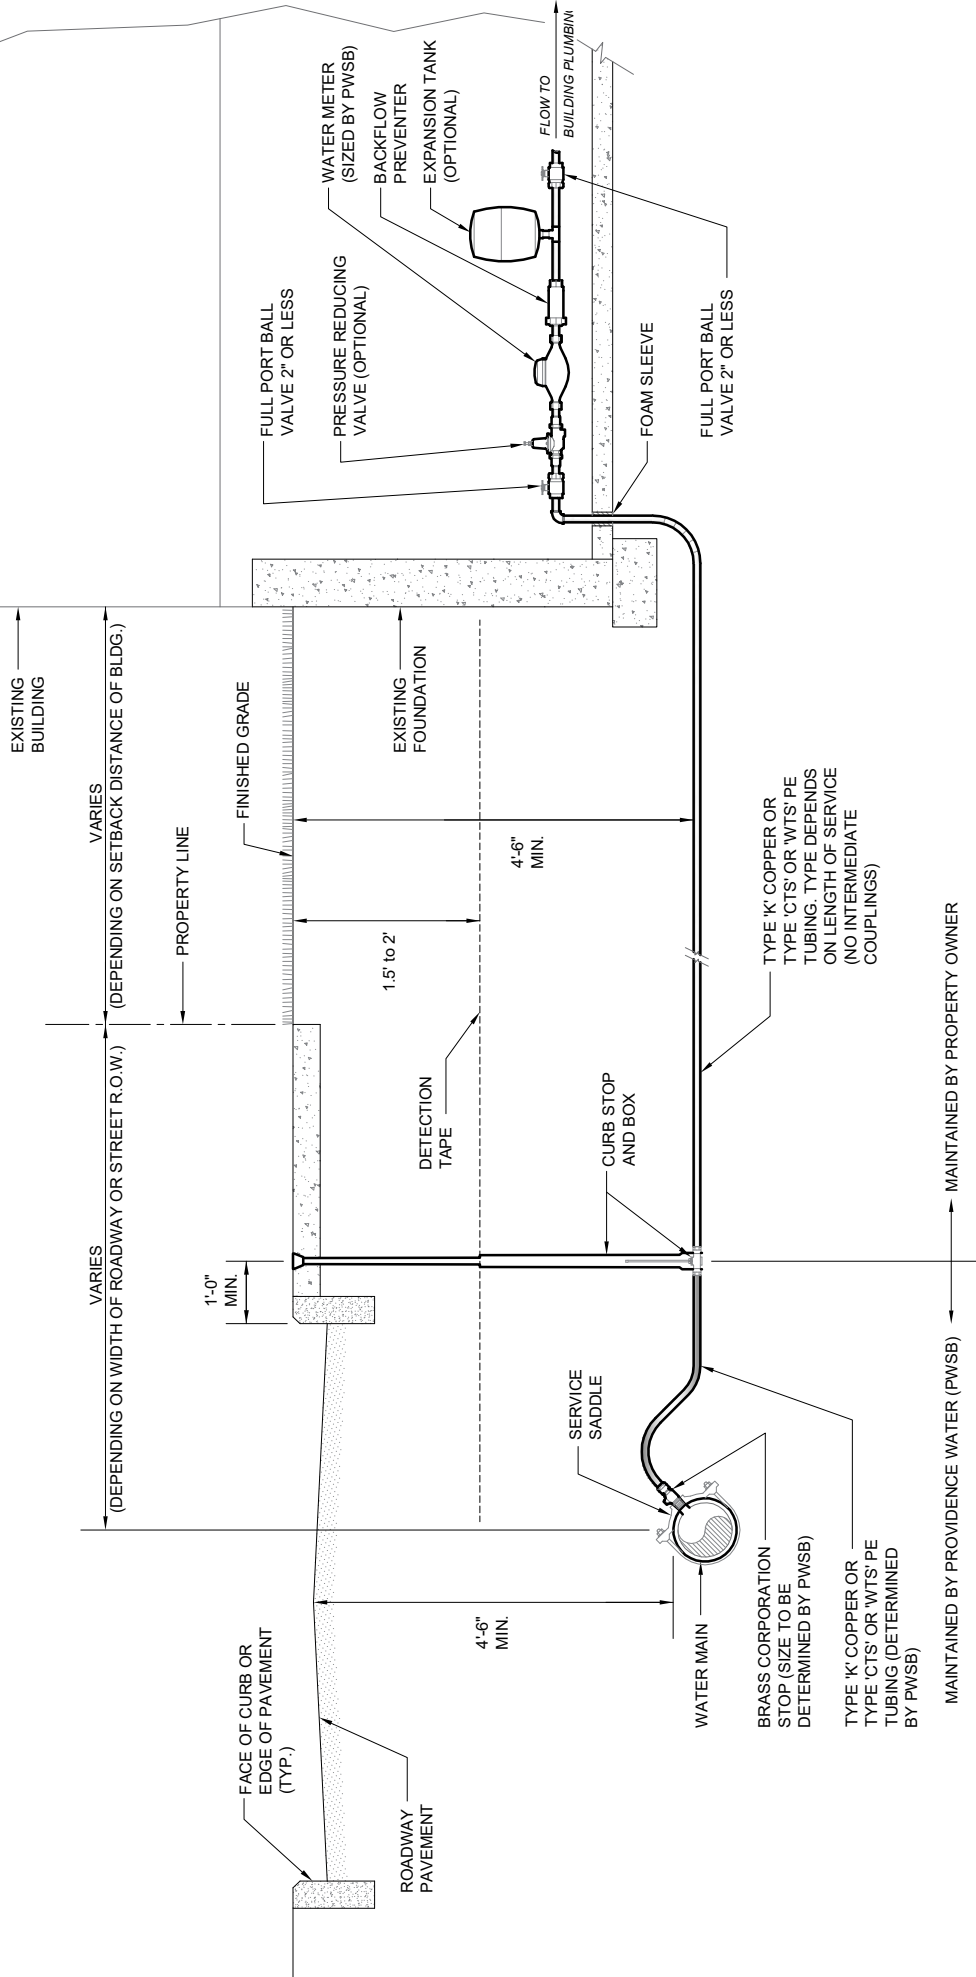 EXISTING
BUILDING
VARIES
(DEPENDING ON SETBACK DISTANCE OF BLDG.)
VARIES
(DEPENDING ON WIDTH OF ROADWAY OR STREET R.O.W.)
PROPERTY LINE
FINISHED GRADE
FACE OF CURB OR
EDGE OF PAVEMENT
(TYP.)
ROADWAY
PAVEMENT
1'-0"
MIN.
4'-6"
MIN.
SERVICE
SADDLE
DETECTION
TAPE
CURB STOP
AND BOX
1.5' to 2'
4'-6"
MIN.
EXISTING
FOUNDATION
FULL PORT BALL
VALVE 2" OR LESS
PRESSURE REDUCING
VALVE (OPTIONAL)
WATER METER
(SIZED BY PWSB)
BACKFLOW
PREVENTER
EXPANSION TANK
(OPTIONAL)
FLOW TO
BUILDING PLUMBING
FOAM SLEEVE
FULL PORT BALL
VALVE 2" OR LESS
WATER MAIN
BRASS CORPORATION
STOP (SIZE TO BE
DETERMINED BY PWSB)
TYPE 'K' COPPER OR
TYPE 'CTS' OR 'WTS' PE
TUBING (DETERMINED
BY PWSB)
TYPE 'K' COPPER OR
TYPE 'CTS' OR 'WTS' PE
TUBING. TYPE DEPENDS
ON LENGTH OF SERVICE
(NO INTERMEDIATE
COUPLINGS)
MAINTAINED BY PROVIDENCE WATER (PWSB)
MAINTAINED BY PROPERTY OWNER